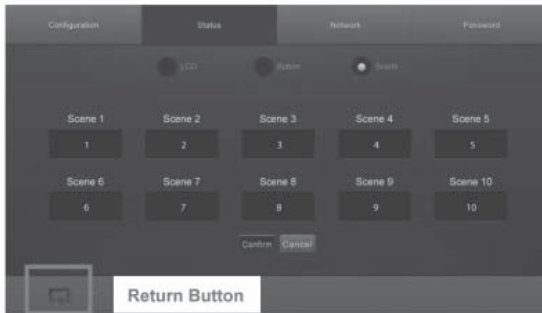 Configuration Status Network Password
LCD Button Scene
Scene 1 Scene 2 Scene 3 Scene 4 Scene 5
1 2 3 4 5
Scene 6 Scene 7 Scene 8 Scene 9 Scene 10
6 7 8 9 10
Confirm Cancel
Return Button